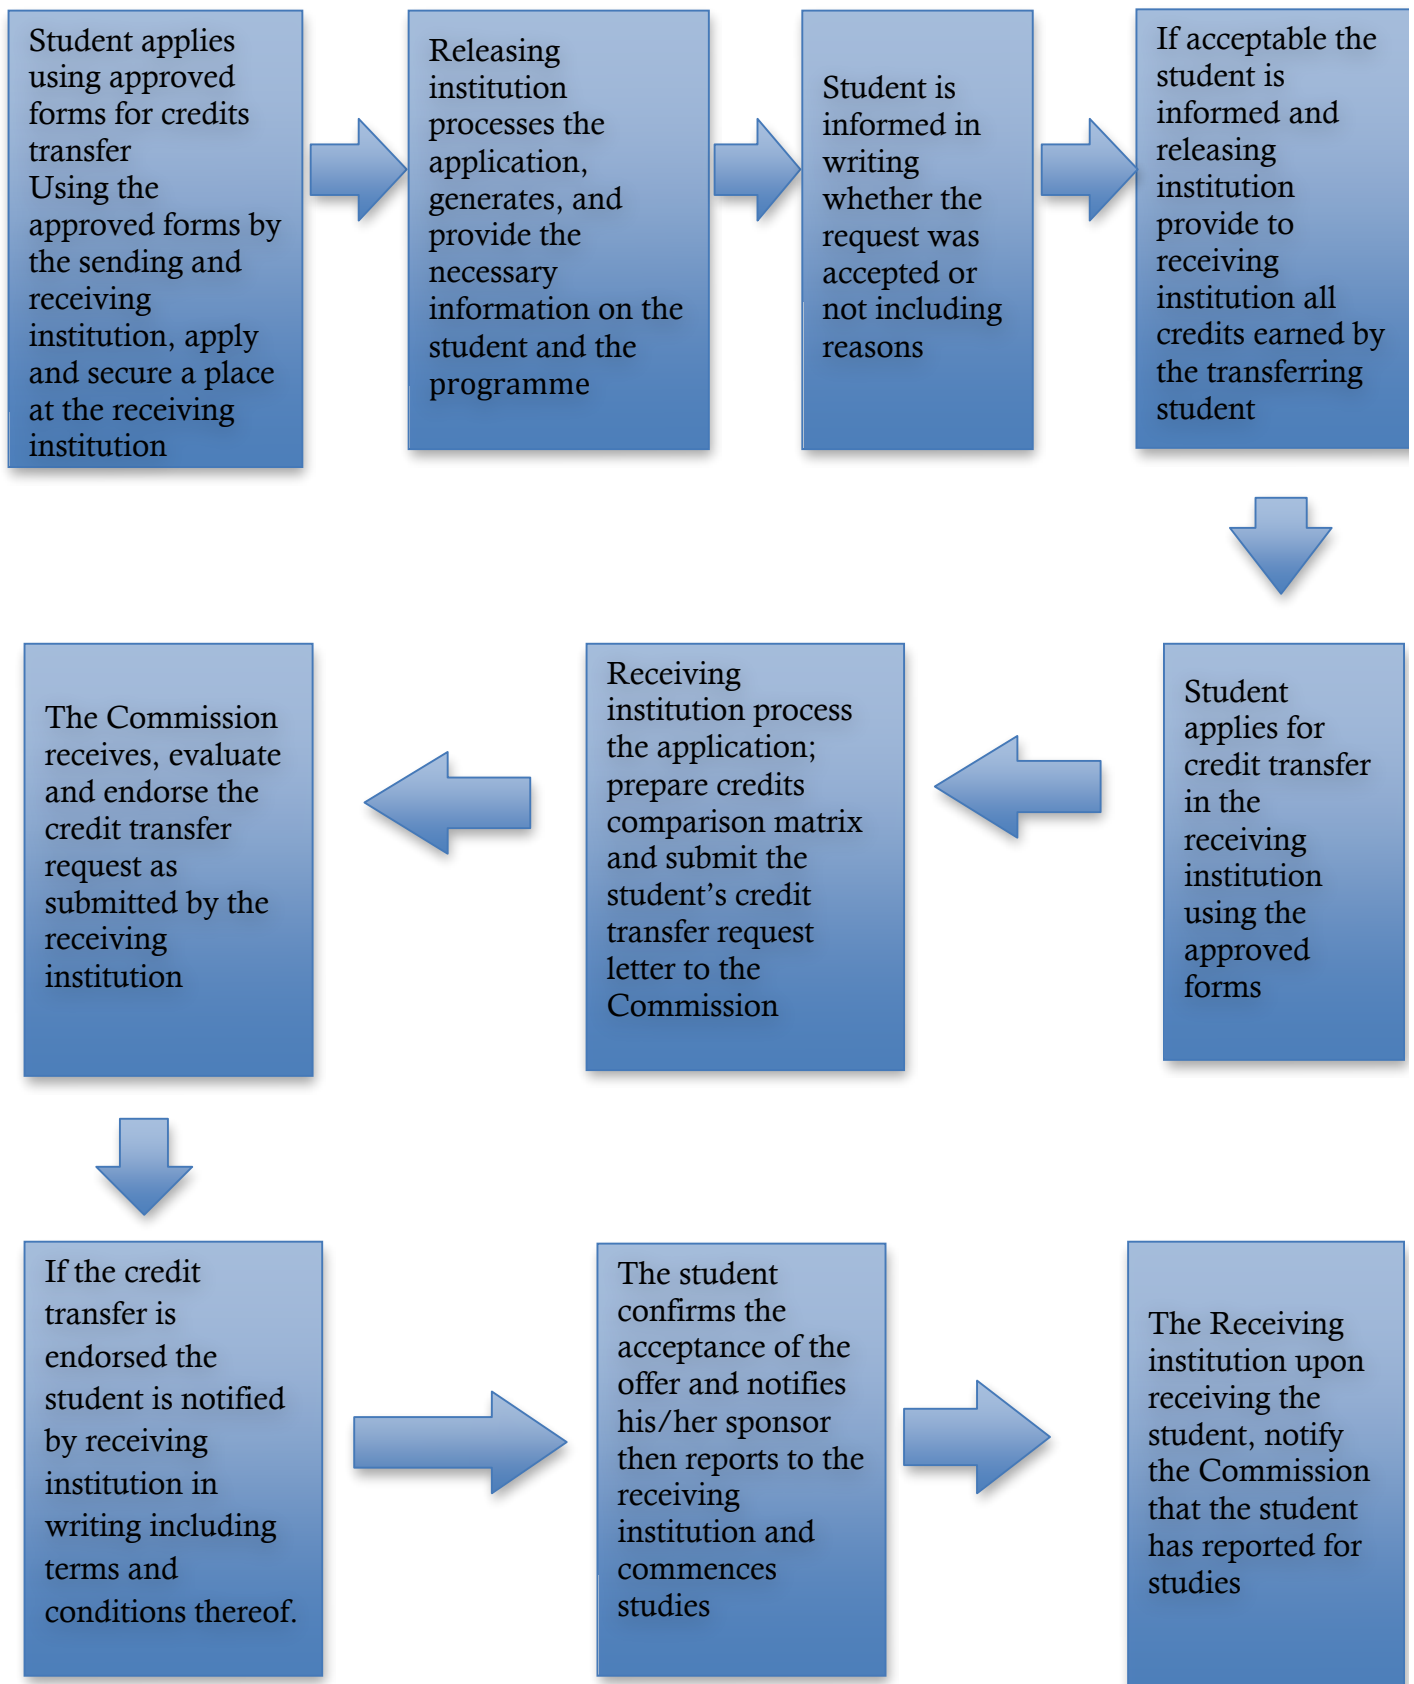 Student applies
using approved
forms for credits
transfer
Using the
approved forms by
the sending and
receiving
institution, apply
and secure a place
at the receiving
institution
Releasing
institution
processes the
application,
generates, and
provide the
necessary
information on the
student and the
programme
Student is
informed in
writing
whether the
request was
accepted or
not including
reasons
If acceptable the
student is
informed and
releasing
institution
provide to
receiving
institution all
credits earned by
the transferring
student
Student
applies for
credit transfer
in the
receiving
institution
using the
approved
forms
Receiving
institution process
the application;
prepare credits
comparison matrix
and submit the
student’s credit
transfer request
letter to the
Commission
The Commission
receives, evaluate
and endorse the
credit transfer
request as
submitted by the
receiving
institution
If the credit
transfer is
endorsed the
student is notified
by receiving
institution in
writing including
terms and
conditions thereof.
The student
confirms the
acceptance of the
offer and notifies
his/her sponsor
then reports to the
receiving
institution and
commences
studies
The Receiving
institution upon
receiving the
student, notify
the Commission
that the student
has reported for
studies